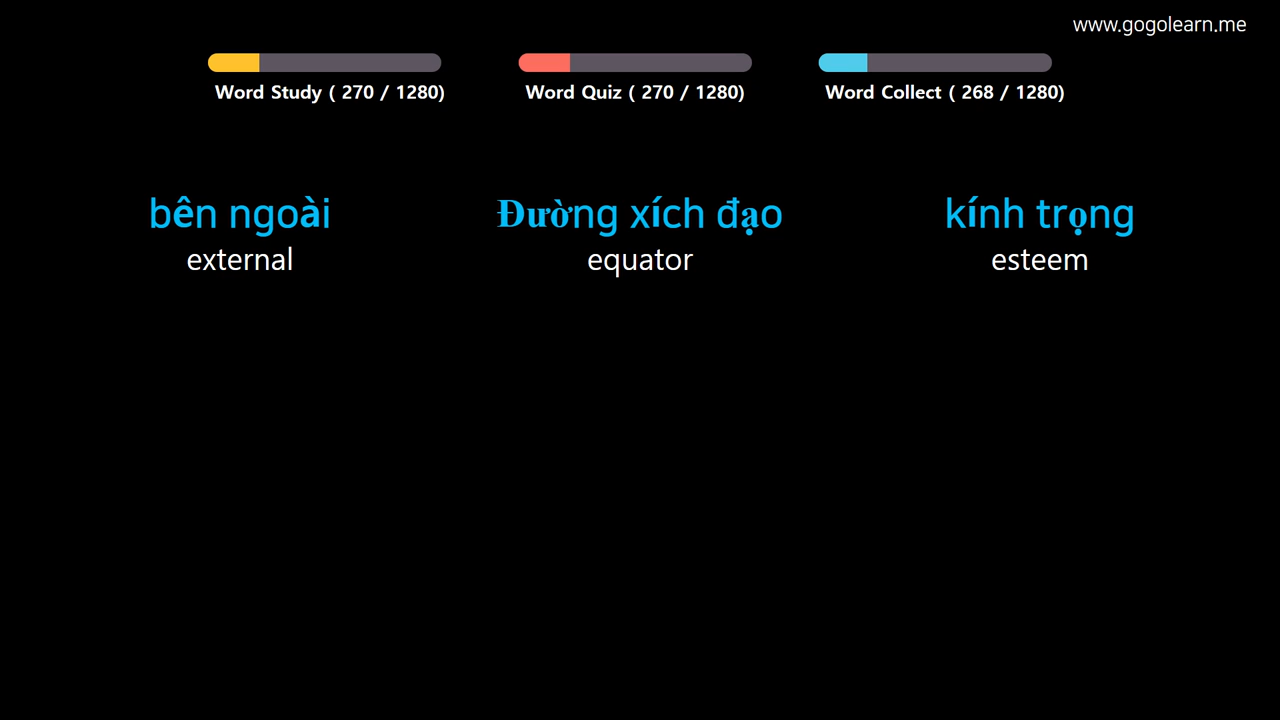 www.gogolearn.me
Word Study ( 270 / 1280)
Word Quiz ( 270 / 1280)
Word Collect ( 268 / 1280)
bên ngoài
external
Đường xích đạo
equator
kính trọng
esteem